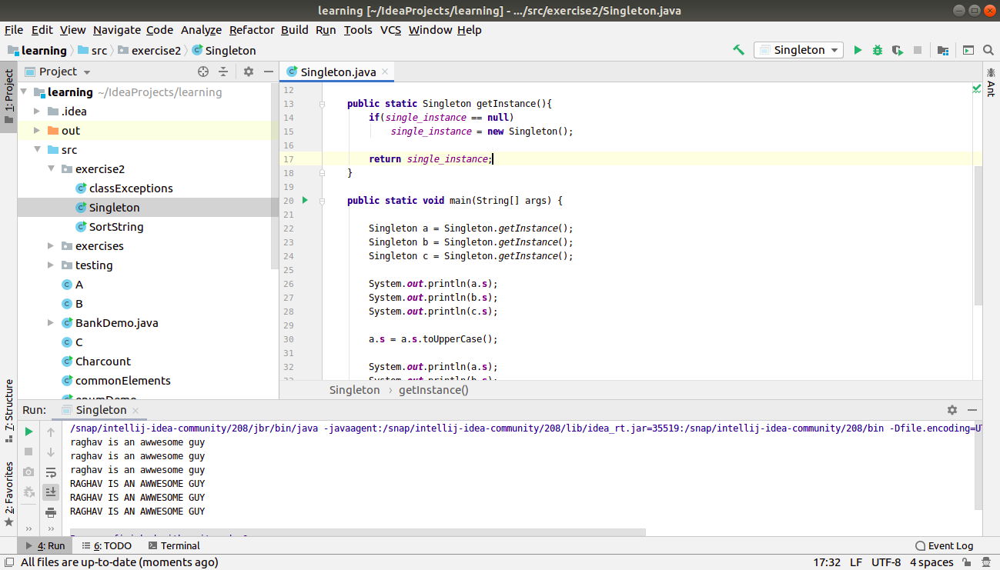 learning [~/IdeaProjects/learning] - .../src/exercise2/Singleton.java
File Edit View Navigate Code Analyze Refactor Build Run Tools VCS Window Help
learning src exercise2 Singleton
Singleton
1: Project
Project
learning ~/IdeaProjects/learning
.idea
out
src
exercise2
classExceptions
Singleton
SortString
exercises
testing
A
B
BankDemo.java
C
Charcount
commonElements
enumDemo
Singleton.java
12
13 public static Singleton getInstance(){
14 if(single_instance == null)
15 single_instance = new Singleton();
16
17 return single_instance;
18 }
19
20 public static void main(String[] args) {
21
22 Singleton a = Singleton.getInstance();
23 Singleton b = Singleton.getInstance();
24 Singleton c = Singleton.getInstance();
25
26 System.out.println(a.s);
27 System.out.println(b.s);
28 System.out.println(c.s);
29
30 a.s = a.s.toUpperCase();
31
32 System.out.println(a.s);
33 System.out.println(b.s);
Singleton › getInstance()
Ant
7: Structure
2: Favorites
Run: Singleton
/snap/intellij-idea-community/208/jbr/bin/java -javaagent:/snap/intellij-idea-community/208/lib/idea_rt.jar=35519:/snap/intellij-idea-community/208/bin -Dfile.encoding=UT
raghav is an awwesome guy
raghav is an awwesome guy
raghav is an awwesome guy
RAGHAV IS AN AWWESOME GUY
RAGHAV IS AN AWWESOME GUY
RAGHAV IS AN AWWESOME GUY
4: Run 6: TODO Terminal Event Log
All files are up-to-date (moments ago) 17:32 LF UTF-8 4 spaces